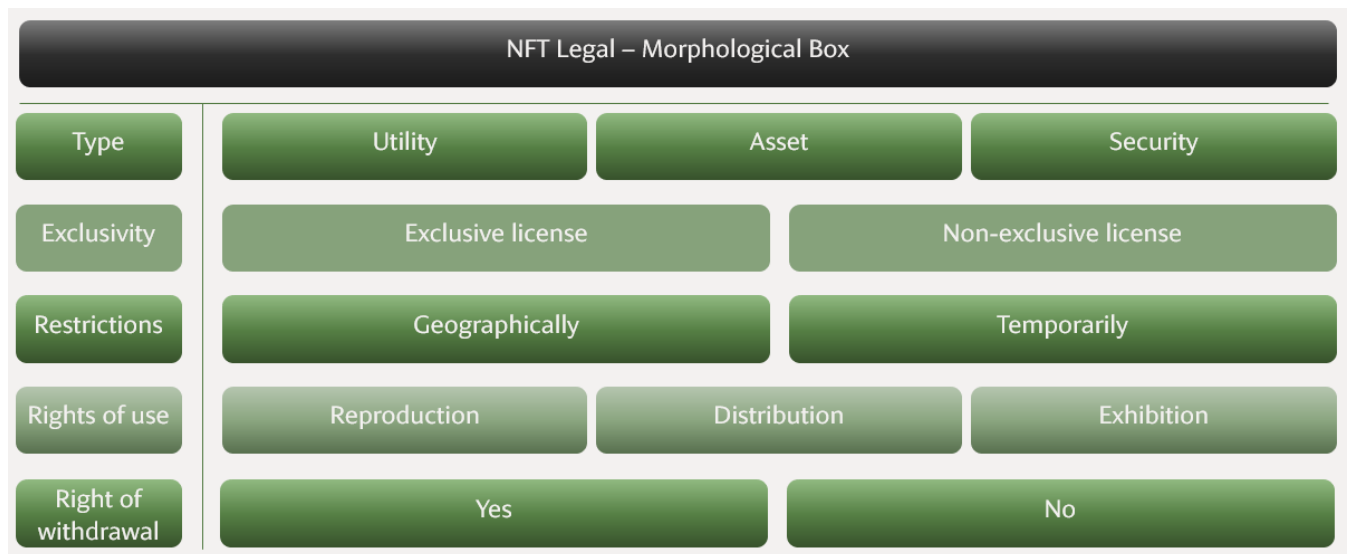 NFT Legal – Morphological Box
Type
Utility
Asset
Security
Exclusivity
Exclusive license
Non-exclusive license
Restrictions
Geographically
Temporarily
Rights of use
Reproduction
Distribution
Exhibition
Right of
withdrawal
Yes
No